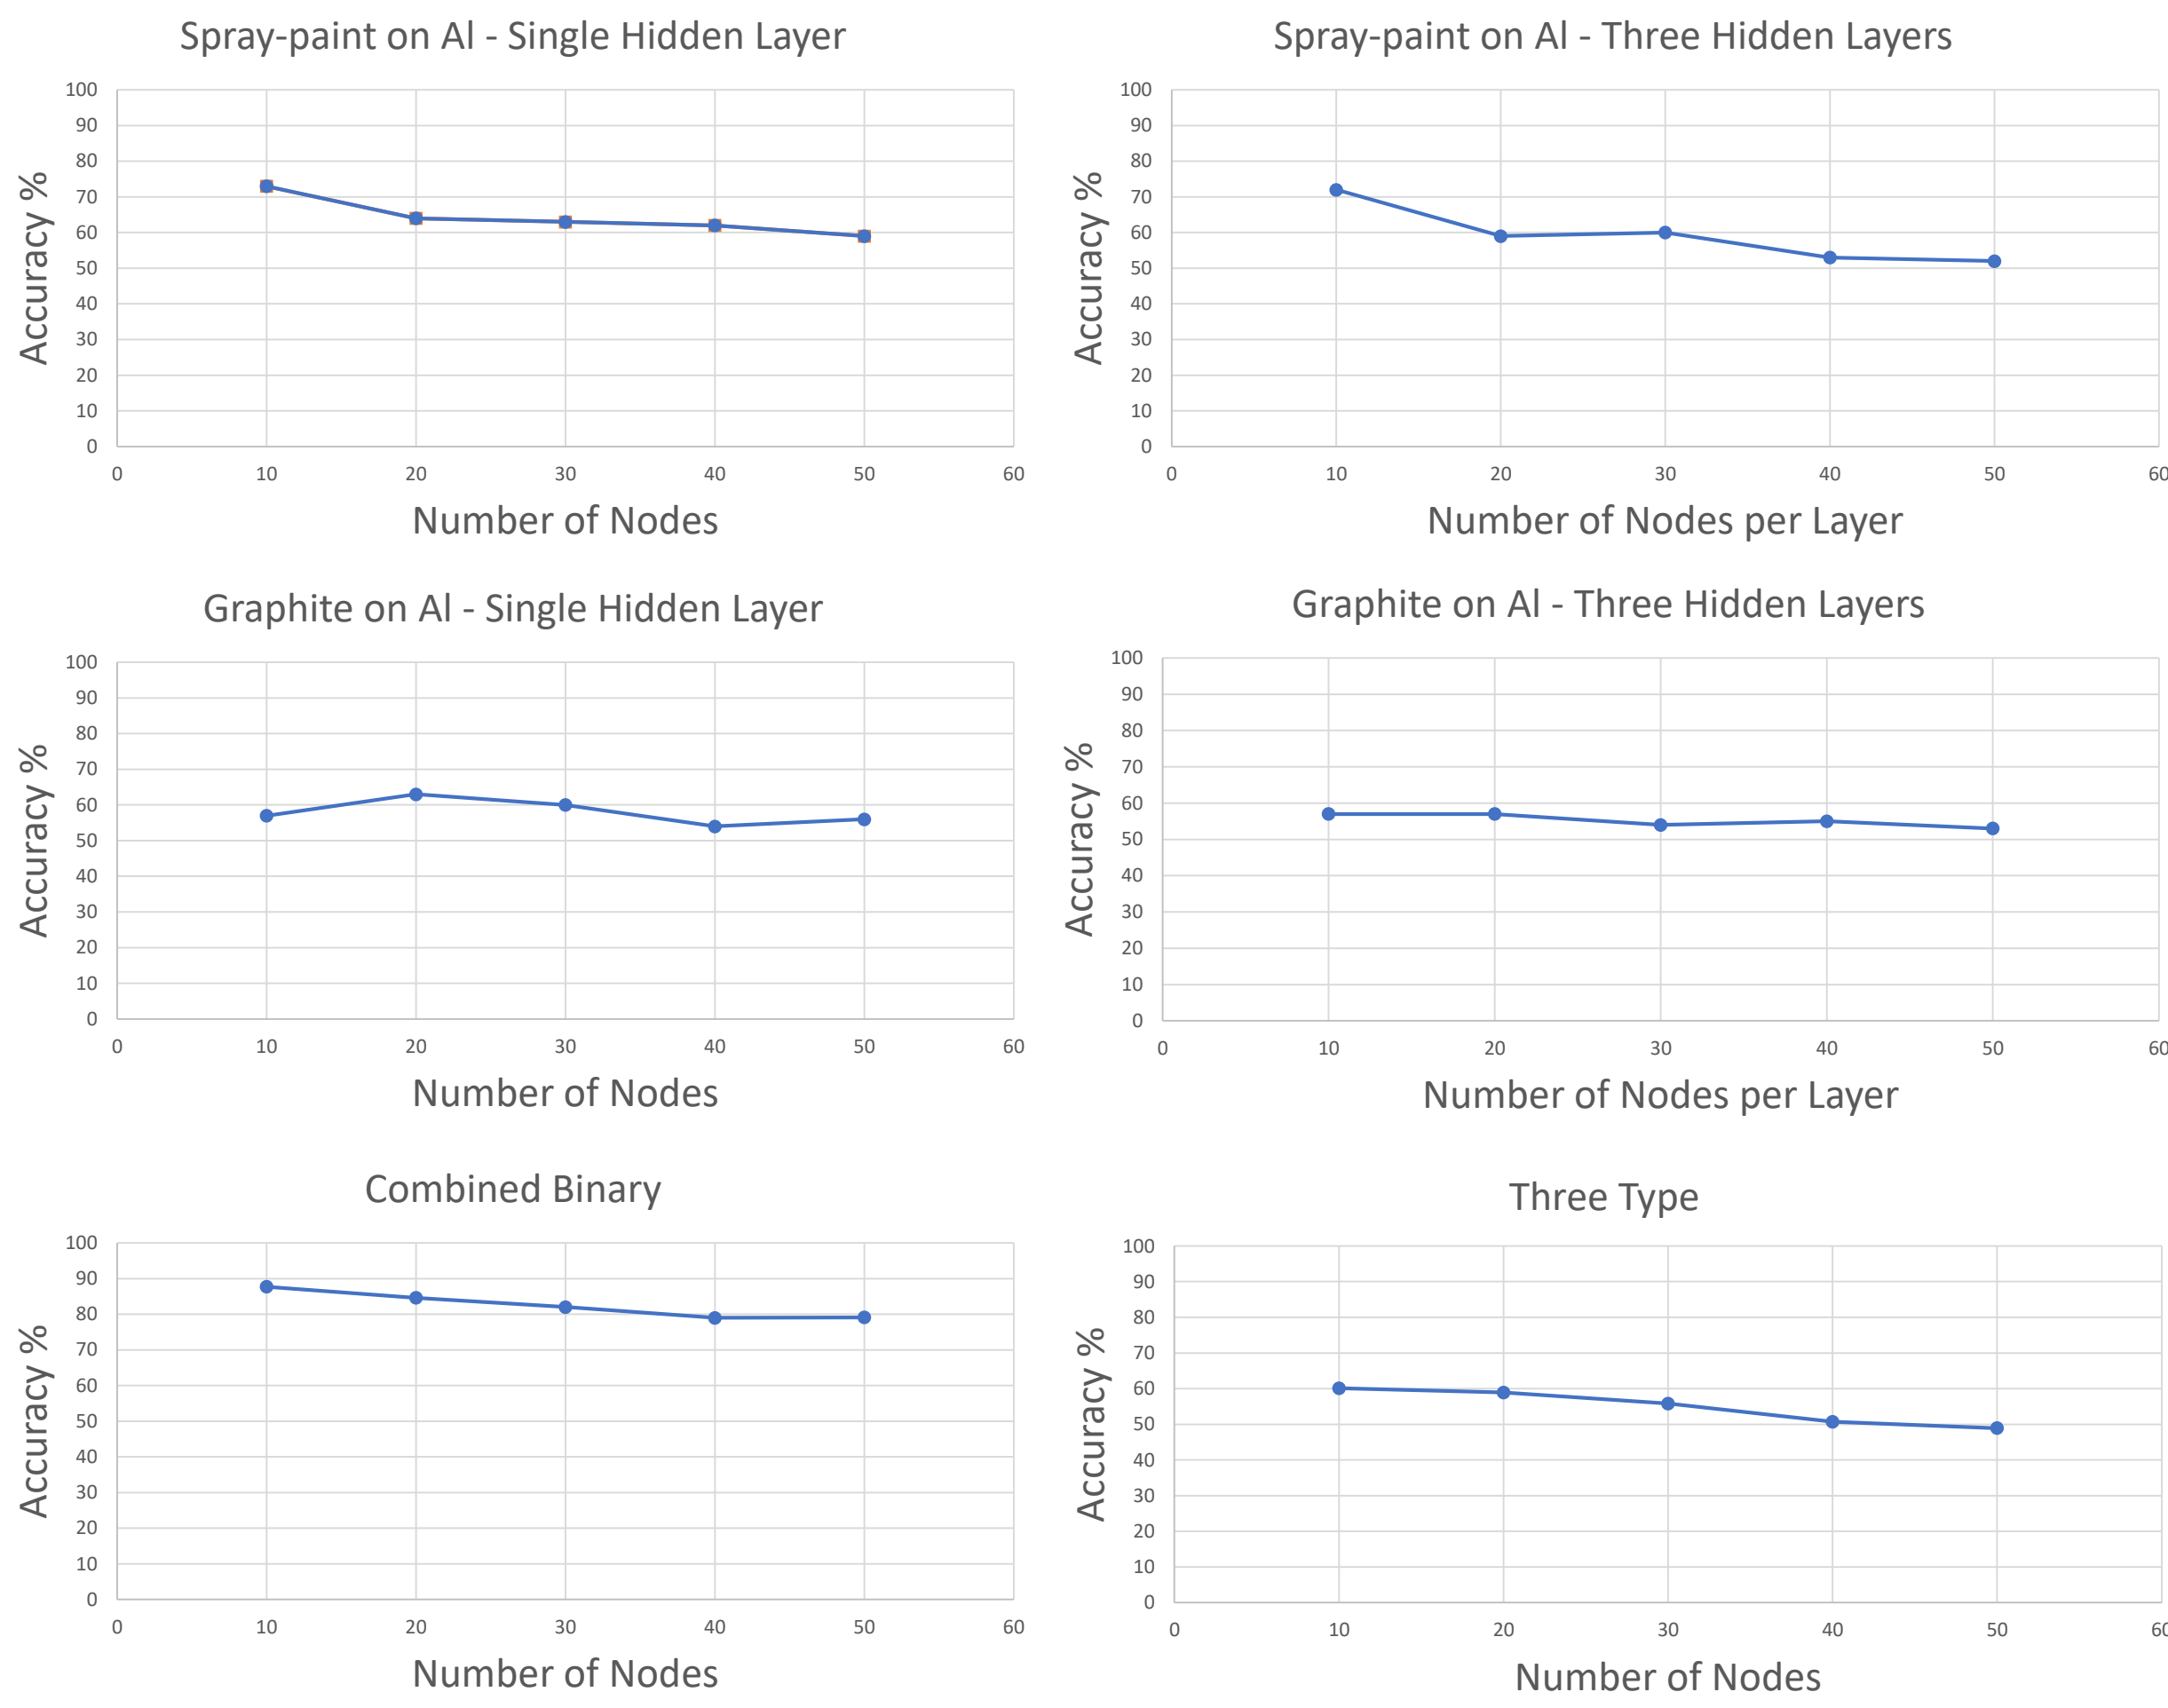 Spray-paint on Al - Single Hidden Layer
100
90
80
70
60
50
40
30
20
10
0
Accuracy %
0 10 20 30 40 50 60
Number of Nodes
Spray-paint on Al - Three Hidden Layers
100
90
80
70
60
50
40
30
20
10
0
Accuracy %
0 10 20 30 40 50 60
Number of Nodes per Layer
Graphite on Al - Single Hidden Layer
100
90
80
70
60
50
40
30
20
10
0
Accuracy %
0 10 20 30 40 50 60
Number of Nodes
Graphite on Al - Three Hidden Layers
100
90
80
70
60
50
40
30
20
10
0
Accuracy %
0 10 20 30 40 50 60
Number of Nodes per Layer
Combined Binary
100
90
80
70
60
50
40
30
20
10
0
Accuracy %
0 10 20 30 40 50 60
Number of Nodes
Three Type
100
90
80
70
60
50
40
30
20
10
0
Accuracy %
0 10 20 30 40 50 60
Number of Nodes